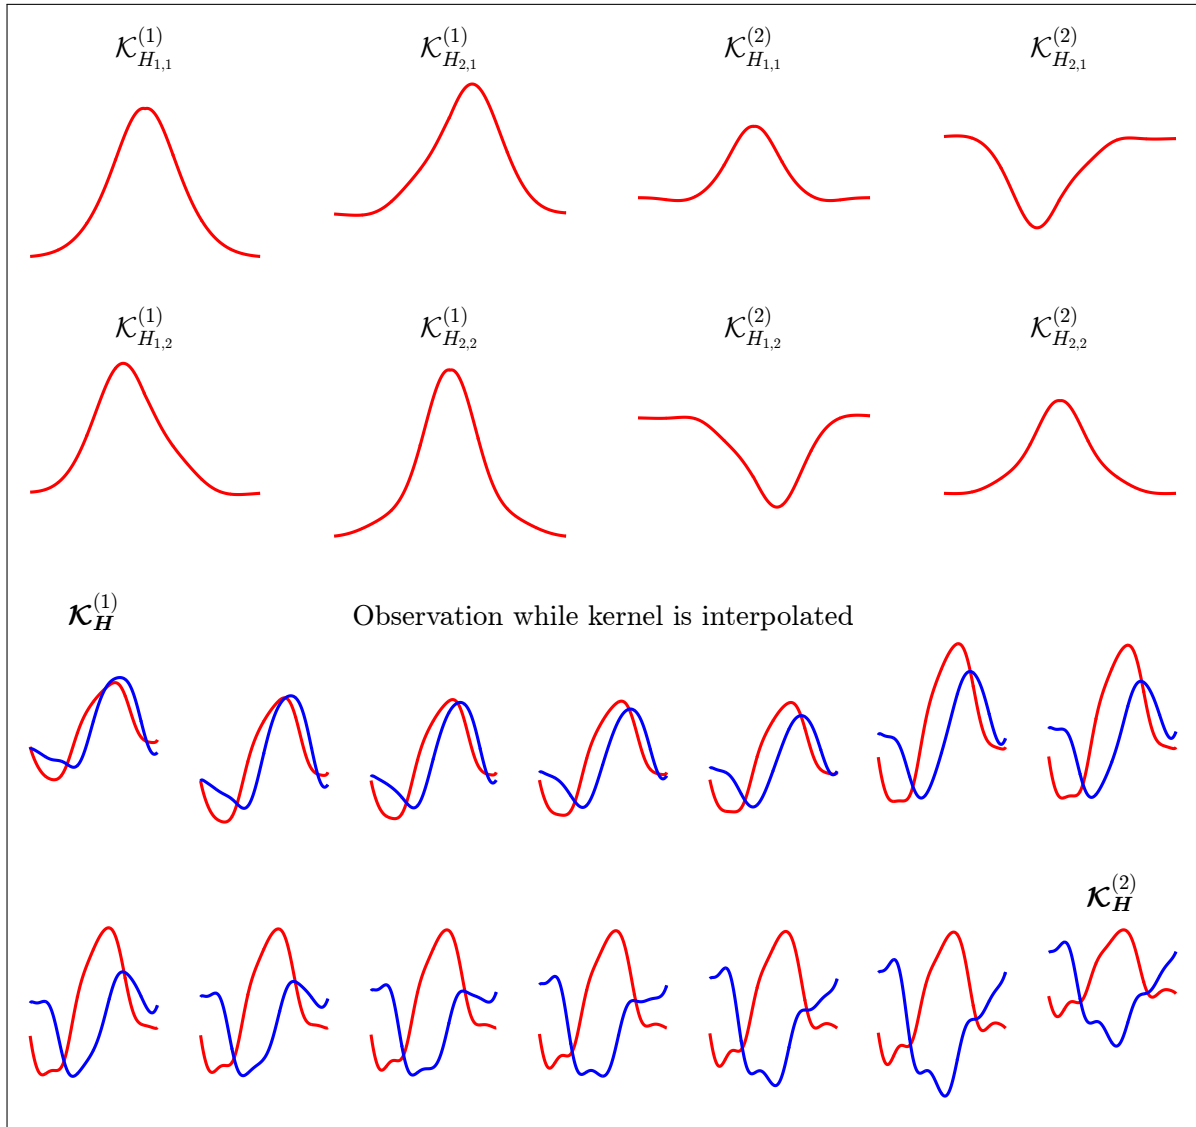 𝒦^{(1)}_{H_{1,1}} 𝒦^{(1)}_{H_{2,1}} 𝒦^{(2)}_{H_{1,1}} 𝒦^{(2)}_{H_{2,1}}
𝒦^{(1)}_{H_{1,2}} 𝒦^{(1)}_{H_{2,2}} 𝒦^{(2)}_{H_{1,2}} 𝒦^{(2)}_{H_{2,2}}
𝓚^{(1)}_{𝑯} Observation while kernel is interpolated
𝓚^{(2)}_{𝑯}